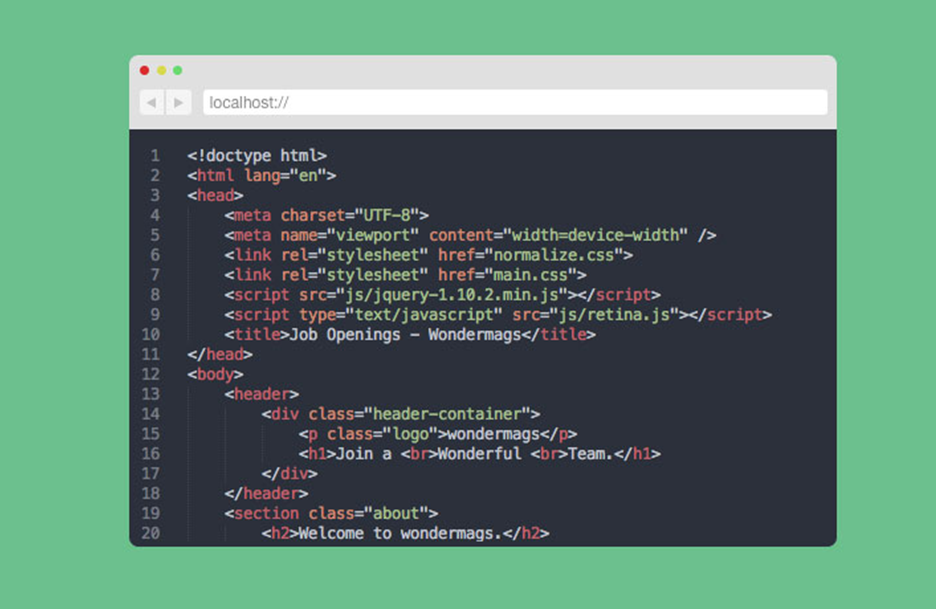 localhost://
1 <!doctype html>
2 <html lang="en">
3 <head>
4     <meta charset="UTF-8">
5     <meta name="viewport" content="width=device-width" />
6     <link rel="stylesheet" href="normalize.css">
7     <link rel="stylesheet" href="main.css">
8     <script src="js/jquery-1.10.2.min.js"></script>
9     <script type="text/javascript" src="js/retina.js"></script>
10     <title>Job Openings – Wondermags</title>
11 </head>
12 <body>
13     <header>
14         <div class="header-container">
15             <p class="logo">wondermags</p>
16             <h1>Join a <br>Wonderful <br>Team.</h1>
17         </div>
18     </header>
19     <section class="about">
20         <h2>Welcome to wondermags.</h2>